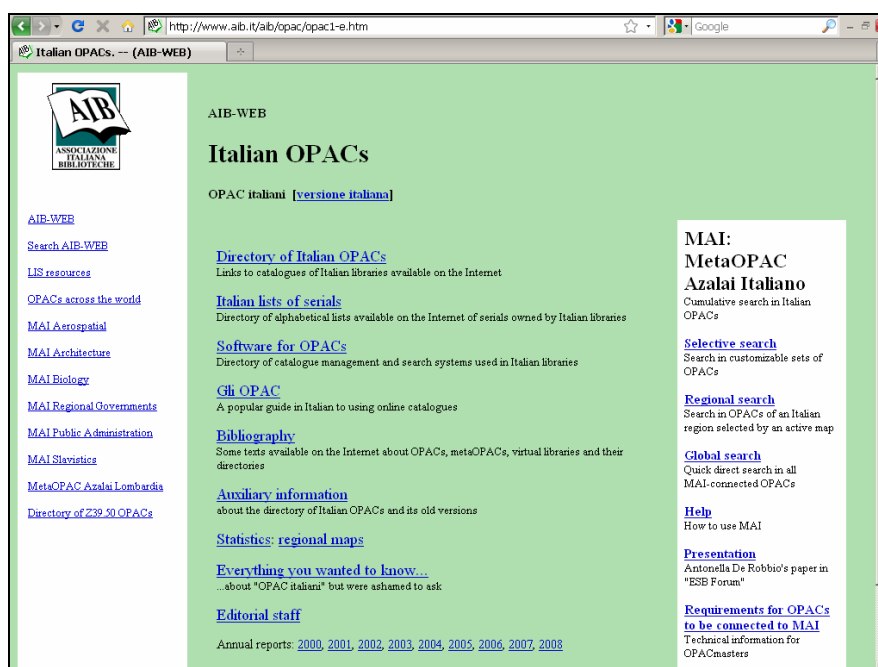 http://www.aib.it/aib/opac/opac1-e.htm
Google
Italian OPACs. -- (AIB-WEB)
AIB
ASSOCIAZIONE
ITALIANA
BIBLIOTECHE
AIB-WEB
Search AIB-WEB
LIS resources
OPACs across the world
MAI Aerospatial
MAI Architecture
MAI Biology
MAI Regional Governments
MAI Public Administration
MAI Slavistics
MetaOPAC Azalai Lombardia
Directory of Z39.50 OPACs
AIB-WEB
Italian OPACs
OPAC italiani [versione italiana]
Directory of Italian OPACs
Links to catalogues of Italian libraries available on the Internet
Italian lists of serials
Directory of alphabetical lists available on the Internet of serials owned by Italian libraries
Software for OPACs
Directory of catalogue management and search systems used in Italian libraries
Gli OPAC
A popular guide in Italian to using online catalogues
Bibliography
Some texts available on the Internet about OPACs, metaOPACs, virtual libraries and their
directories
Auxiliary information
about the directory of Italian OPACs and its old versions
Statistics: regional maps
Everything you wanted to know...
...about "OPAC italiani" but were ashamed to ask
Editorial staff
Annual reports: 2000, 2001, 2002, 2003, 2004, 2005, 2006, 2007, 2008
MAI:
MetaOPAC
Azalai Italiano
Cumulative search in Italian
OPACs
Selective search
Search in customizable sets of
OPACs
Regional search
Search in OPACs of an Italian
region selected by an active map
Global search
Quick direct search in all
MAI-connected OPACs
Help
How to use MAI
Presentation
Antonella De Robbio's paper in
"ESB Forum"
Requirements for OPACs
to be connected to MAI
Technical information for
OPACmasters